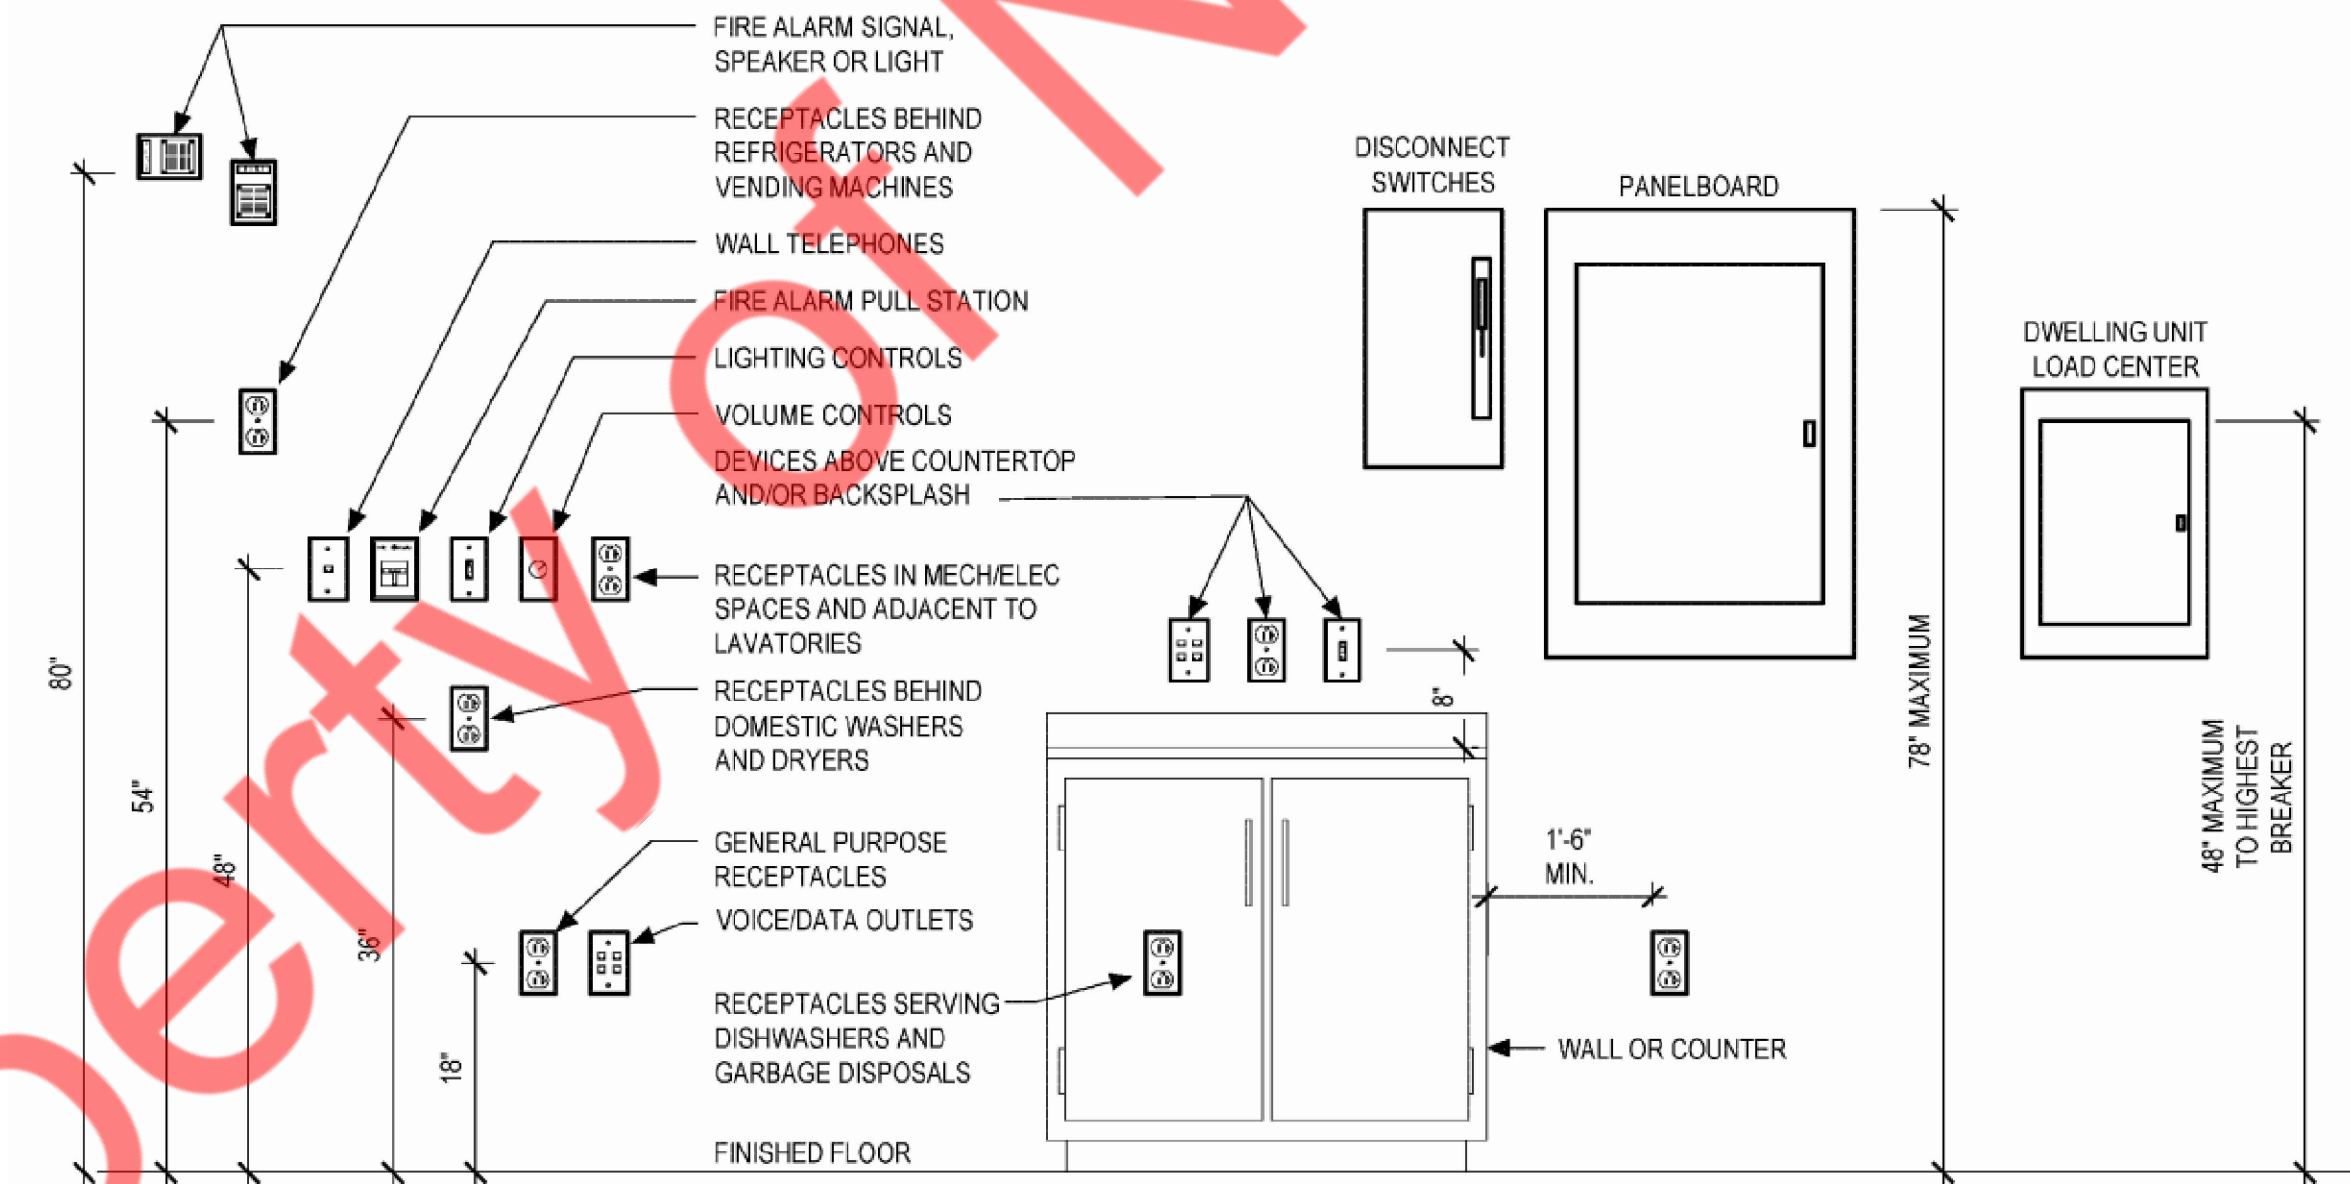 FIRE ALARM SIGNAL,
SPEAKER OR LIGHT
RECEPTACLES BEHIND
REFRIGERATORS AND
VENDING MACHINES
WALL TELEPHONES
FIRE ALARM PULL STATION
LIGHTING CONTROLS
VOLUME CONTROLS
DEVICES ABOVE COUNTERTOP
AND/OR BACKSPLASH
RECEPTACLES IN MECH/ELEC
SPACES AND ADJACENT TO
LAVATORIES
RECEPTACLES BEHIND
DOMESTIC WASHERS
AND DRYERS
GENERAL PURPOSE
RECEPTACLES
VOICE/DATA OUTLETS
RECEPTACLES SERVING
DISHWASHERS AND
GARBAGE DISPOSALS
FINISHED FLOOR
80"
54"
48"
36"
18"
DISCONNECT
SWITCHES
PANELBOARD
DWELLING UNIT
LOAD CENTER
8"
1'-6"
MIN.
WALL OR COUNTER
78" MAXIMUM
48" MAXIMUM
TO HIGHEST
BREAKER
perty of